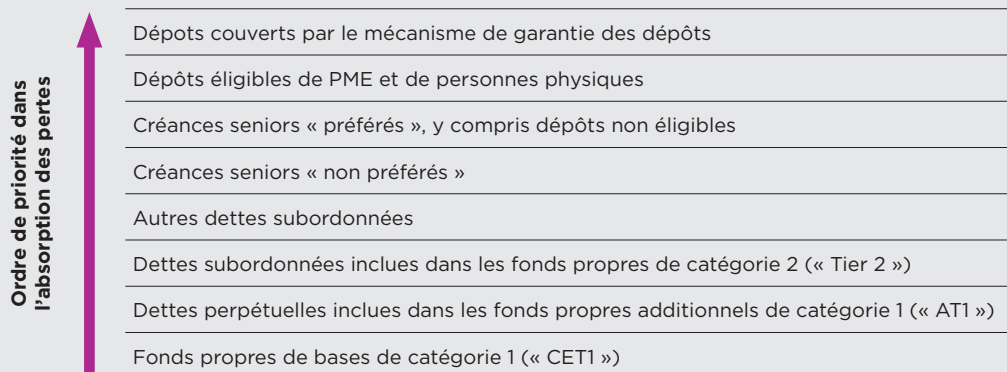 Ordre de priorité dans
l'absorption des pertes
Dépots couverts par le mécanisme de garantie des dépôts
Dépôts éligibles de PME et de personnes physiques
Créances seniors « préférés », y compris dépôts non éligibles
Créances seniors « non préférés »
Autres dettes subordonnées
Dettes subordonnées inclues dans les fonds propres de catégorie 2 (« Tier 2 »)
Dettes perpétuelles inclues dans les fonds propres additionnels de catégorie 1 (« AT1 »)
Fonds propres de bases de catégorie 1 (« CET1 »)